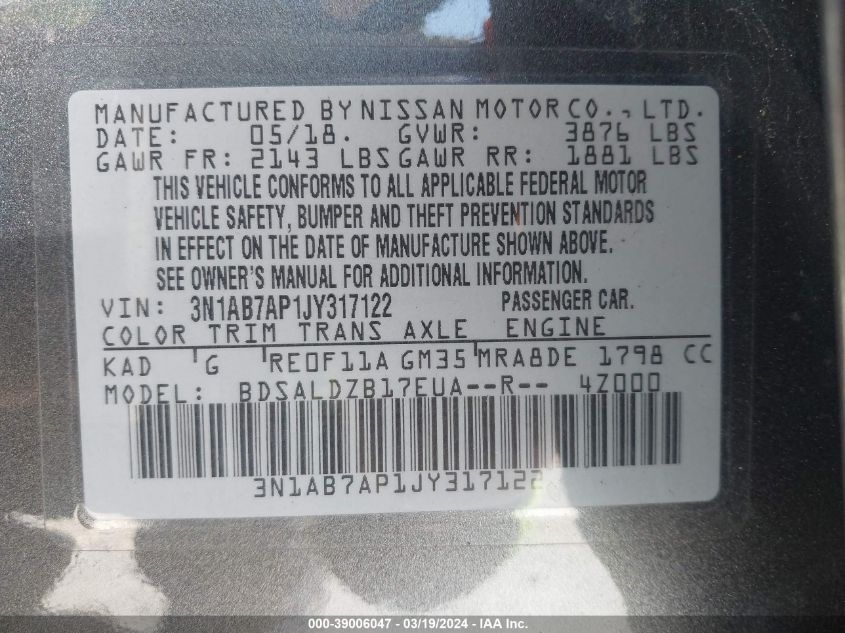 MANUFACTURED BY NISSAN MOTOR CO., LTD.
DATE: 05/18. GVWR: 3876 LBS
GAWR FR: 2143 LBS GAWR RR: 1881 LBS
THIS VEHICLE CONFORMS TO ALL APPLICABLE FEDERAL MOTOR
VEHICLE SAFETY, BUMPER AND THEFT PREVENTION STANDARDS
IN EFFECT ON THE DATE OF MANUFACTURE SHOWN ABOVE.
SEE OWNER'S MANUAL FOR ADDITIONAL INFORMATION.
VIN: 3N1AB7AP1JY317122 PASSENGER CAR.
COLOR TRIM TRANS AXLE ENGINE
KAD G RE0F11A GM35 MRA8DE 1798 CC
MODEL: BDSALDZB17EUA--R-- 4Z000
3N1AB7AP1JY317122
000-39006047 - 03/19/2024 - IAAI.COM